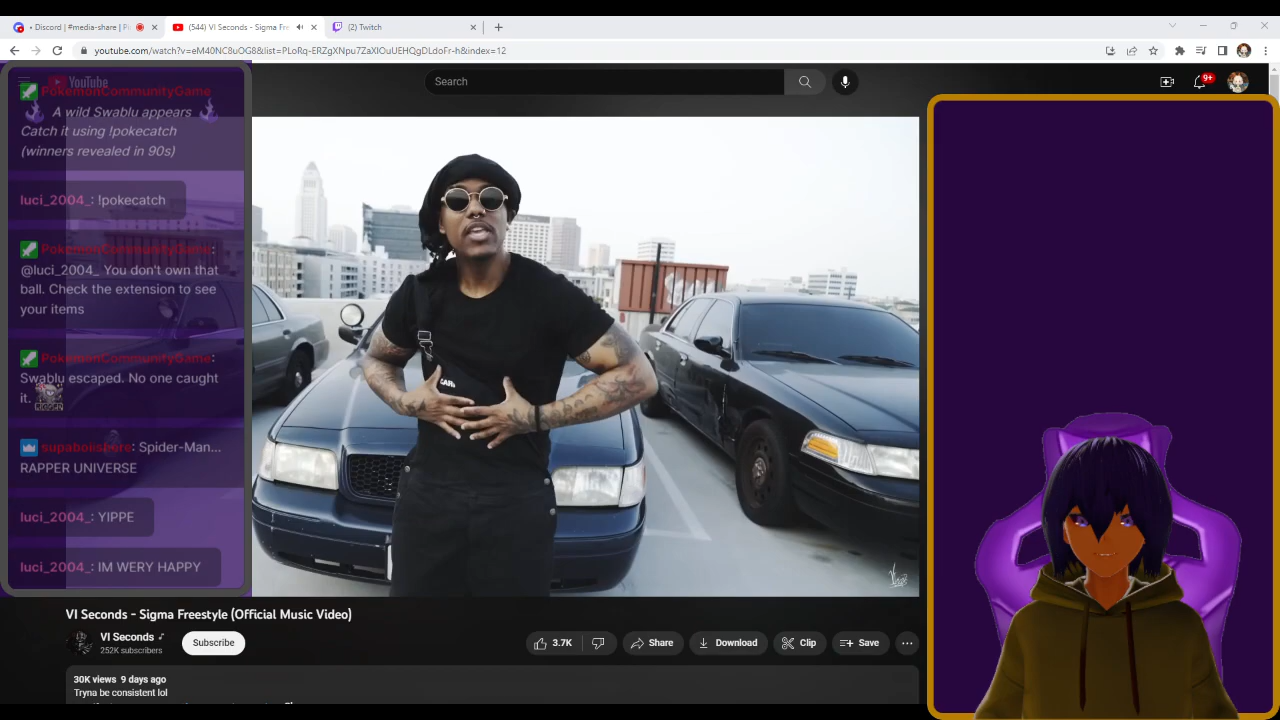 Discord | #media-share | Pl
(544) VI Seconds - Sigma Fre
(2) Twitch
youtube.com/watch?v=eM40NC8uOG8&list=PLoRq-ERZgXNpu7ZaXIOuUEHQgDLdoFr-h&index=12
YouTube
Search
9+
PokemonCommunityGame
A wild Swablu appears
Catch it using !pokecatch
(winners revealed in 90s)
luci_2004_: !pokecatch
PokemonCommunityGame:
@luci_2004_ You don't own that
ball. Check the extension to see
your items
PokemonCommunityGame:
Swablu escaped. No one caught
it.
Spider-Man...
RAPPER UNIVERSE
luci_2004_: YIPPE
luci_2004_: IM WERY HAPPY
VI Seconds - Sigma Freestyle (Official Music Video)
VI Seconds
252K subscribers
Subscribe
3.7K
Share
Download
Clip
Save
30K views 9 days ago
Tryna be consistent lol